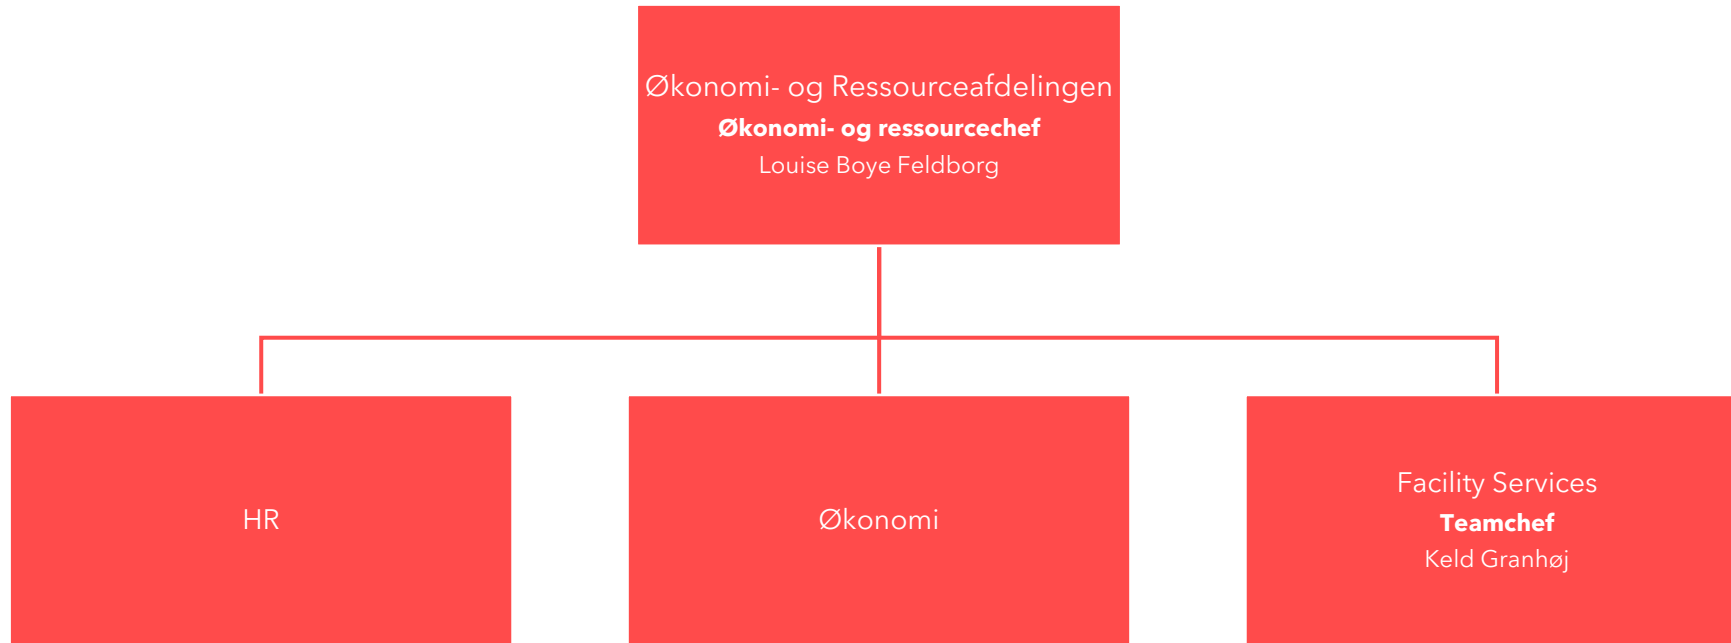 Økonomi- og Ressourceafdelingen
Økonomi- og ressourcechef
Louise Boye Feldborg
HR
Økonomi
Facility Services
Teamchef
Keld Granhøj